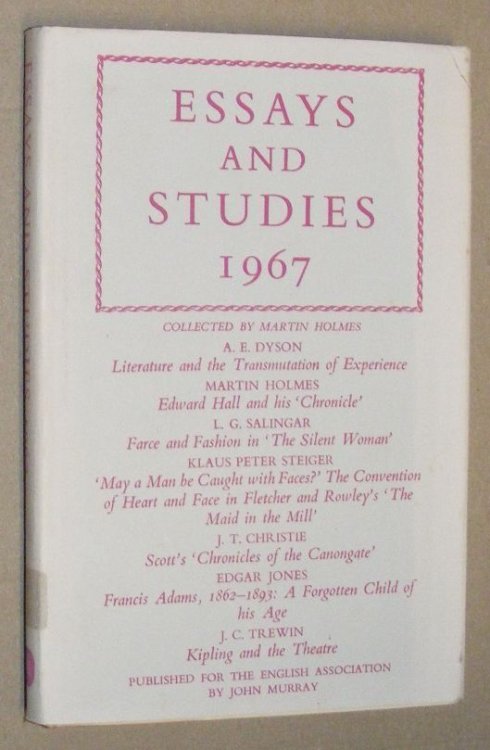 ESSAYS
AND
STUDIES
1967
COLLECTED BY MARTIN HOLMES
A. E. DYSON
Literature and the Transmutation of Experience
MARTIN HOLMES
Edward Hall and his 'Chronicle'
L. G. SALINGAR
Farce and Fashion in 'The Silent Woman'
KLAUS PETER STEIGER
'May a Man be Caught with Faces?' The Convention
of Heart and Face in Fletcher and Rowley's 'The
Maid in the Mill'
J. T. CHRISTIE
Scott's 'Chronicles of the Canongate'
EDGAR JONES
Francis Adams, 1862–1893: A Forgotten Child of
his Age
J. C. TREWIN
Kipling and the Theatre
PUBLISHED FOR THE ENGLISH ASSOCIATION
BY JOHN MURRAY